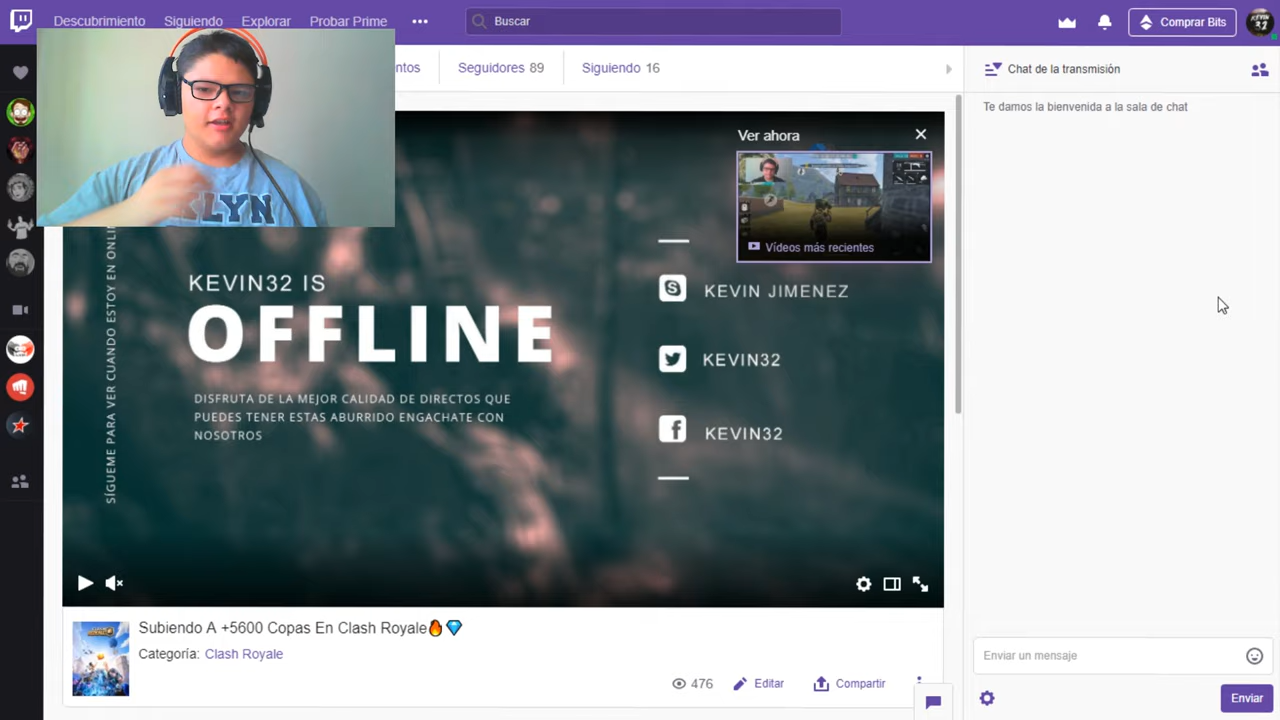 Descubrimiento Siguiendo Explorar Probar Prime ••• Buscar Comprar Bits KEVIN 32
Seguidores 89 Siguiendo 16
Chat de la transmisión
Te damos la bienvenida a la sala de chat
Ver ahora
Vídeos más recientes
KLYN
SÍGUEME PARA VER CUANDO ESTOY EN
KEVIN32 IS
OFFLINE
DISFRUTA DE LA MEJOR CALIDAD DE DIRECTOS QUE
PUEDES TENER ESTAS ABURRIDO ENGACHATE CON
NOSOTROS
KEVIN JIMENEZ
KEVIN32
KEVIN32
Subiendo A +5600 Copas En Clash Royale🔥💎
Categoría: Clash Royale
476 Editar Compartir
Enviar un mensaje
Enviar